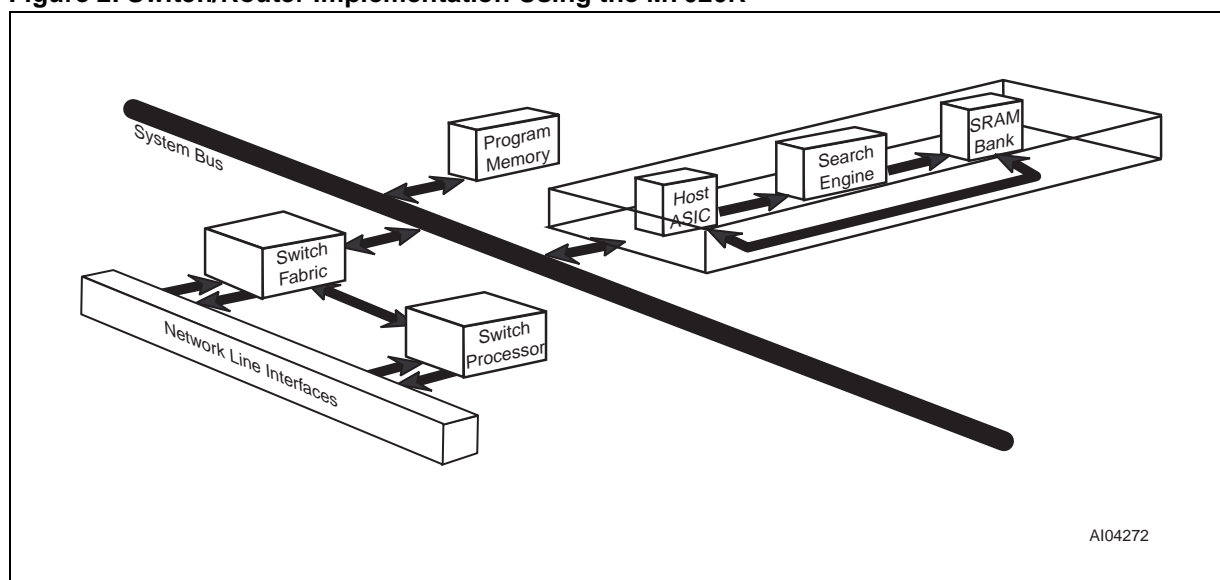 Figure 2. Switch/Router Implementation Using the
System Bus
Program
Memory
SRAM
Bank
Search
Engine
Host
ASIC
Switch
Fabric
Switch
Processor
Network Line Interfaces
AI04272